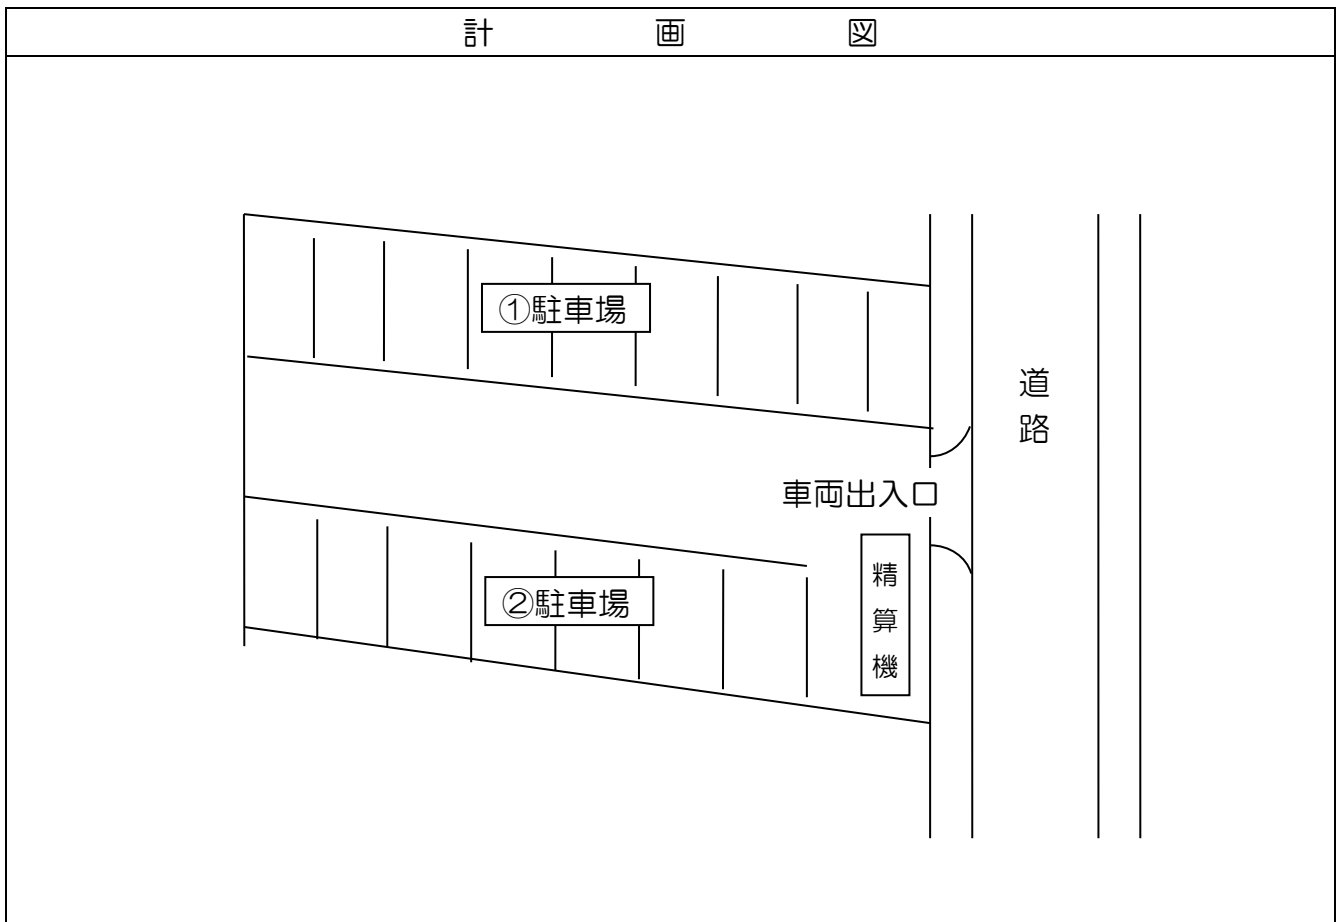 計画図
①駐車場
道路
車両出入口
②駐車場
精算機